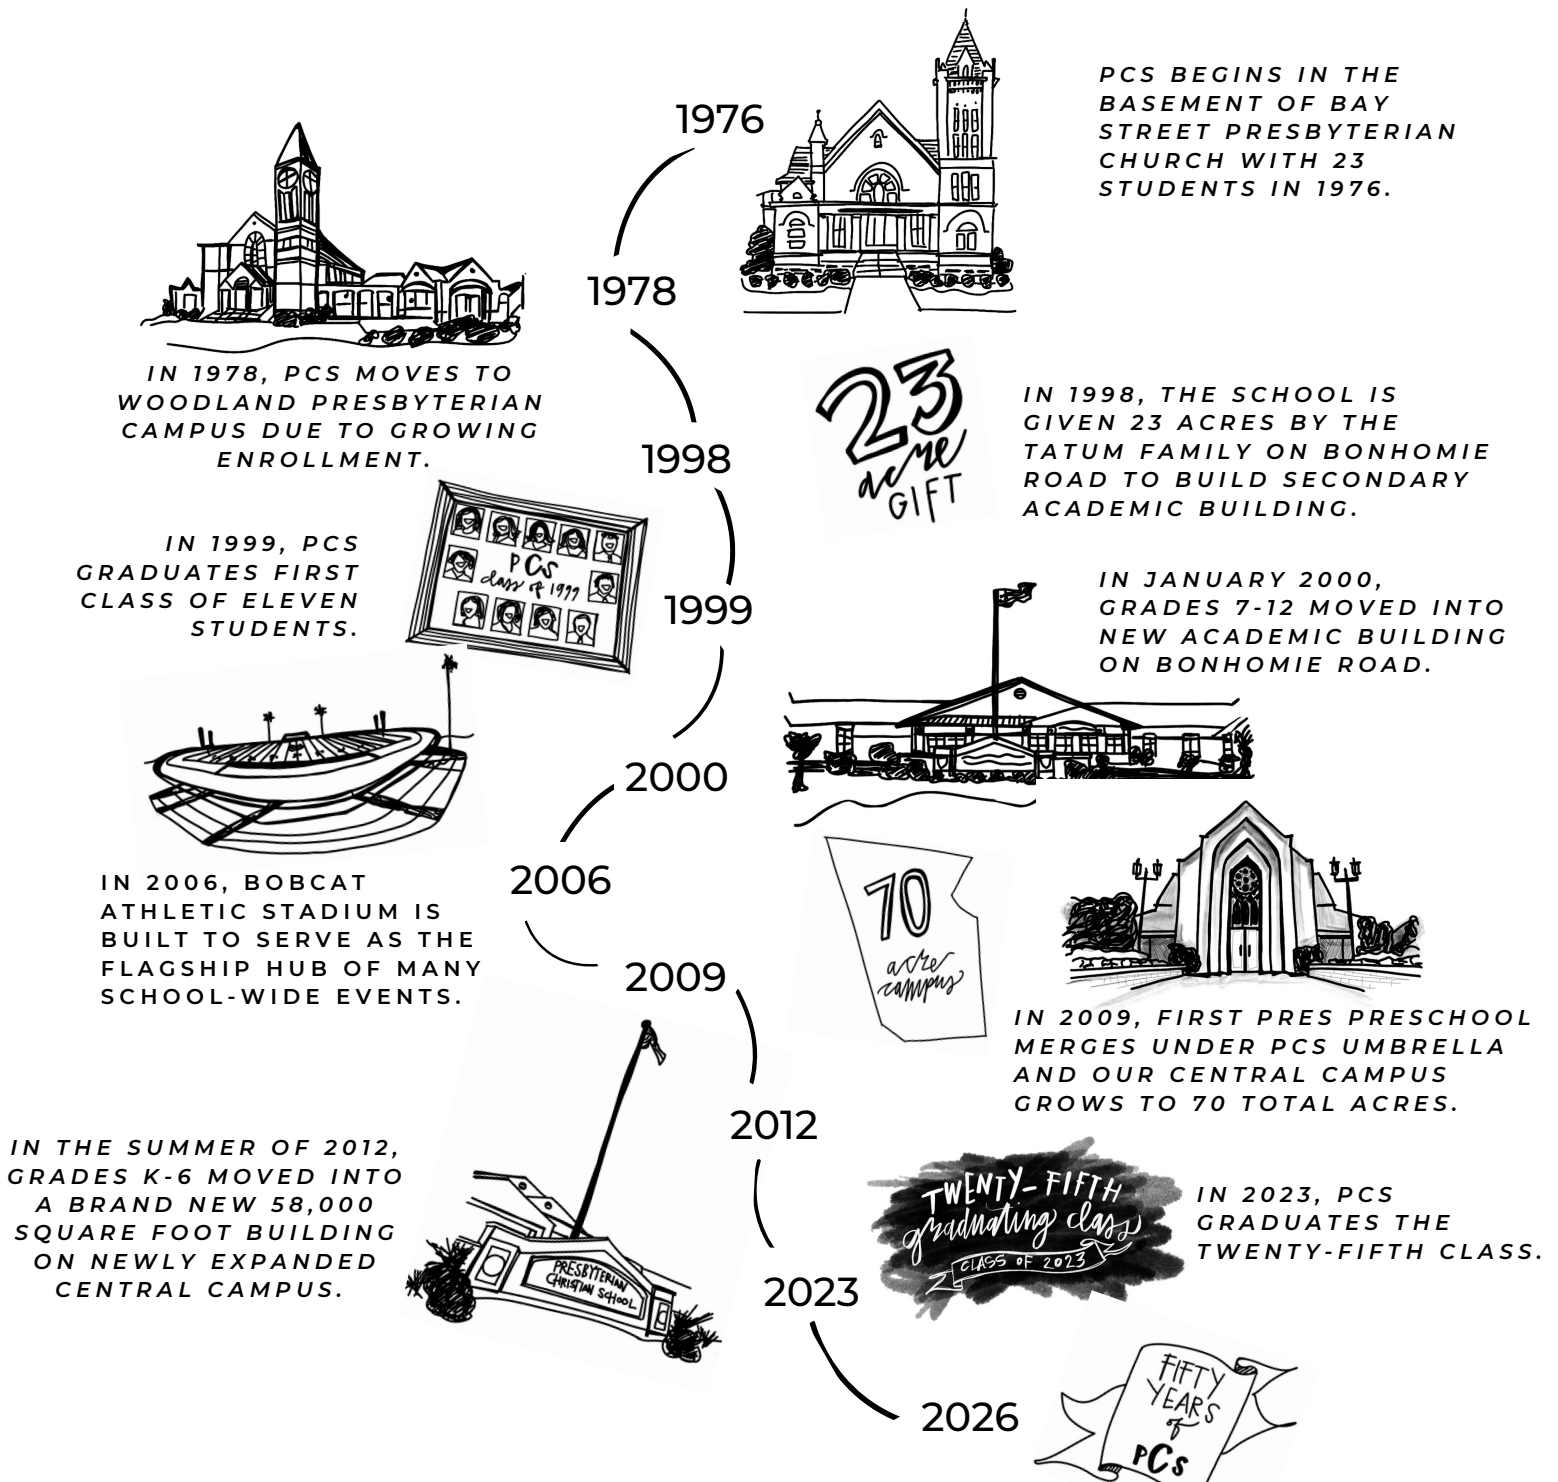 1976
PCS BEGINS IN THE
BASEMENT OF BAY
STREET PRESBYTERIAN
CHURCH WITH 23
STUDENTS IN 1976.
1978
IN 1978, PCS MOVES TO
WOODLAND PRESBYTERIAN
CAMPUS DUE TO GROWING
ENROLLMENT.
1998
23
acre
GIFT
IN 1998, THE SCHOOL IS
GIVEN 23 ACRES BY THE
TATUM FAMILY ON BONHOMIE
ROAD TO BUILD SECONDARY
ACADEMIC BUILDING.
IN 1999, PCS
GRADUATES FIRST
CLASS OF ELEVEN
STUDENTS.
PCS
class of 1999
1999
IN JANUARY 2000,
GRADES 7-12 MOVED INTO
NEW ACADEMIC BUILDING
ON BONHOMIE ROAD.
2000
2006
IN 2006, BOBCAT
ATHLETIC STADIUM IS
BUILT TO SERVE AS THE
FLAGSHIP HUB OF MANY
SCHOOL-WIDE EVENTS.
2009
70
acre
campus
IN 2009, FIRST PRES PRESCHOOL
MERGES UNDER PCS UMBRELLA
AND OUR CENTRAL CAMPUS
GROWS TO 70 TOTAL ACRES.
2012
IN THE SUMMER OF 2012,
GRADES K-6 MOVED INTO
A BRAND NEW 58,000
SQUARE FOOT BUILDING
ON NEWLY EXPANDED
CENTRAL CAMPUS.
PRESBYTERIAN
CHRISTIAN SCHOOL
2023
TWENTY-FIFTH
graduating class
CLASS OF 2023
IN 2023, PCS
GRADUATES THE
TWENTY-FIFTH CLASS.
2026
FIFTY
YEARS
of
PCS